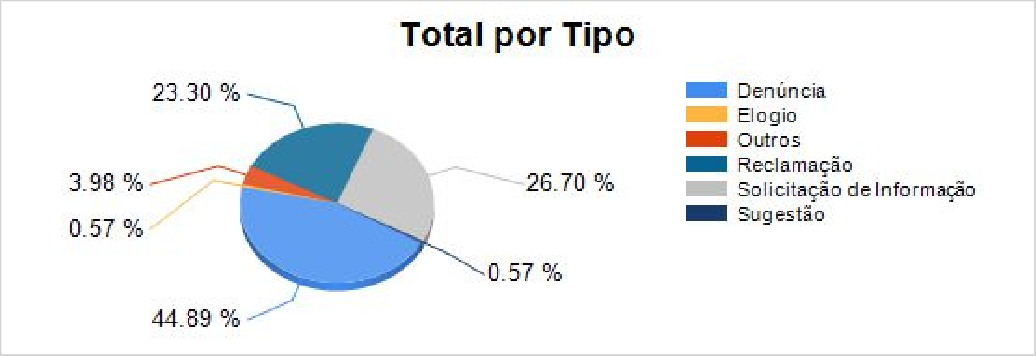 Total por Tipo
23.30 %
3.98 %
0.57 %
44.89 %
26.70 %
0.57 %
Denúncia
Elogio
Outros
Reclamação
Solicitação de Informação
Sugestão